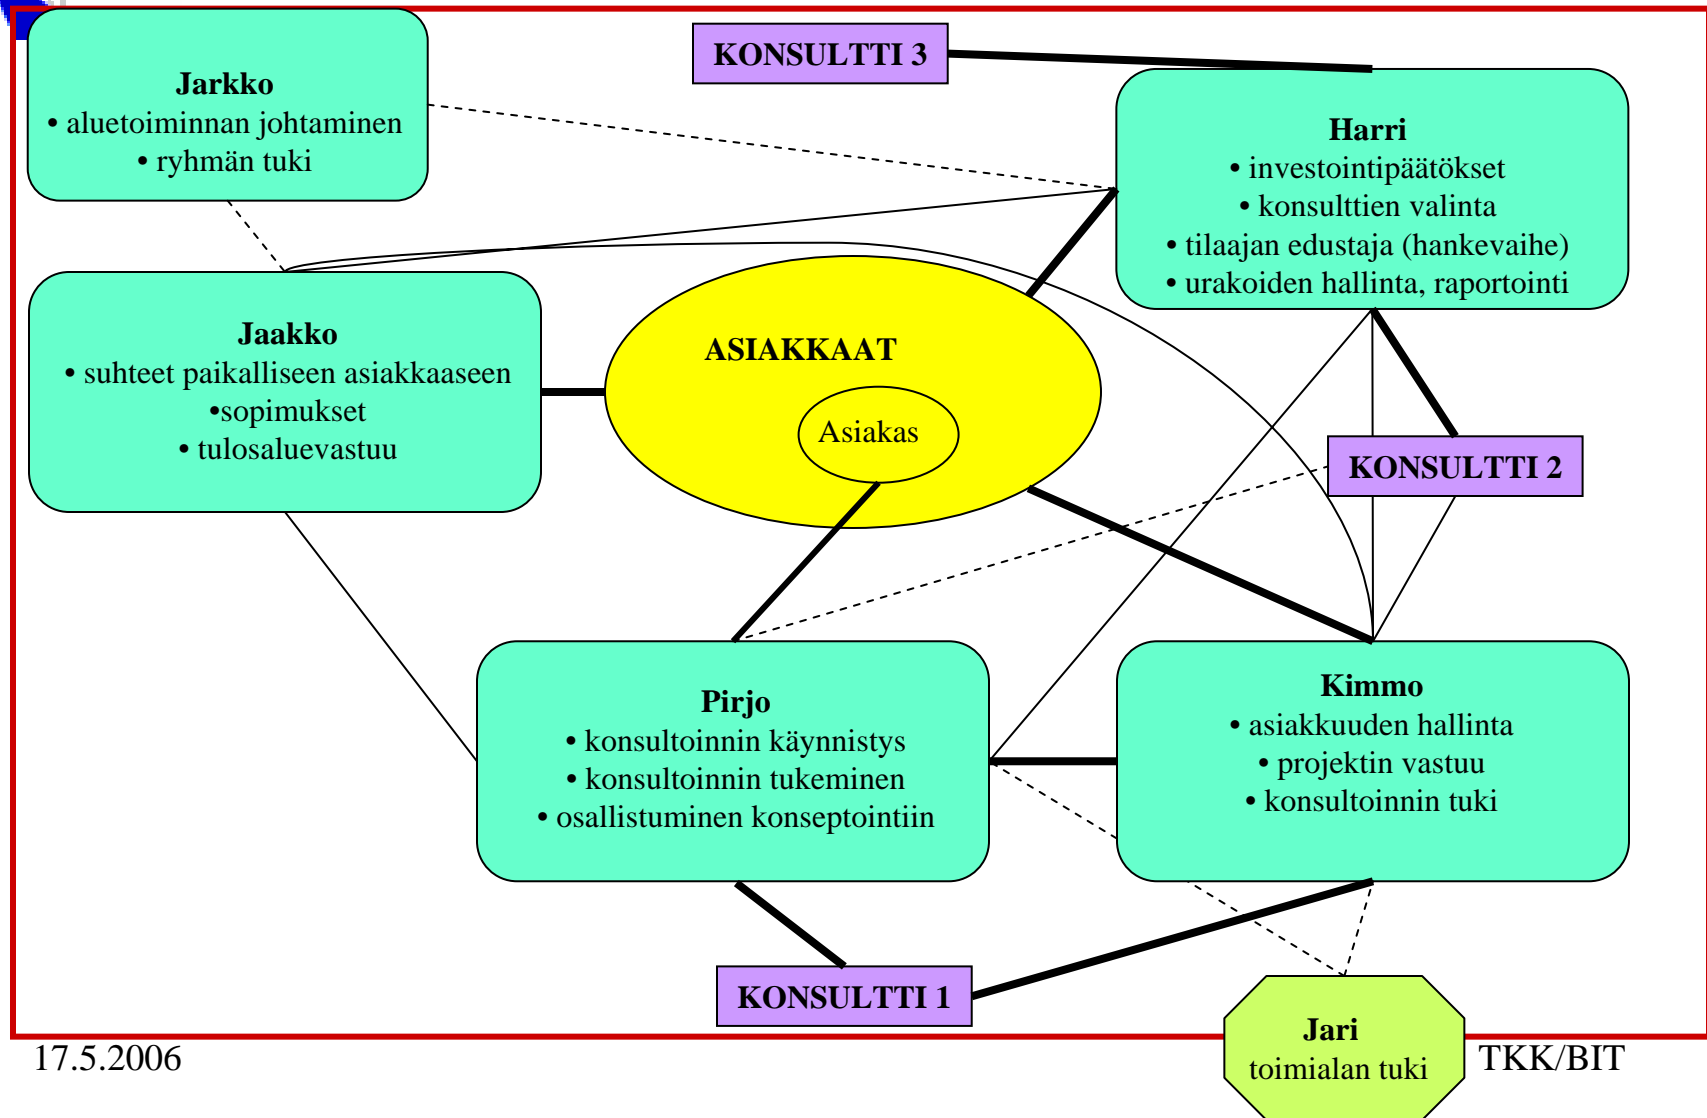 KONSULTTI 3
Jarkko
• aluetoiminnan johtaminen
• ryhmän tuki
Harri
• investointipäätökset
• konsulttien valinta
• tilaajan edustaja (hankevaihe)
• urakoiden hallinta, raportointi
Jaakko
• suhteet paikalliseen asiakkaaseen
•sopimukset
• tulosaluevastuu
ASIAKKAAT
Asiakas
KONSULTTI 2
Pirjo
• konsultoinnin käynnistys
• konsultoinnin tukeminen
• osallistuminen konseptointiin
Kimmo
• asiakkuuden hallinta
• projektin vastuu
• konsultoinnin tuki
KONSULTTI 1
Jari
toimialan tuki
17.5.2006
TKK/BIT